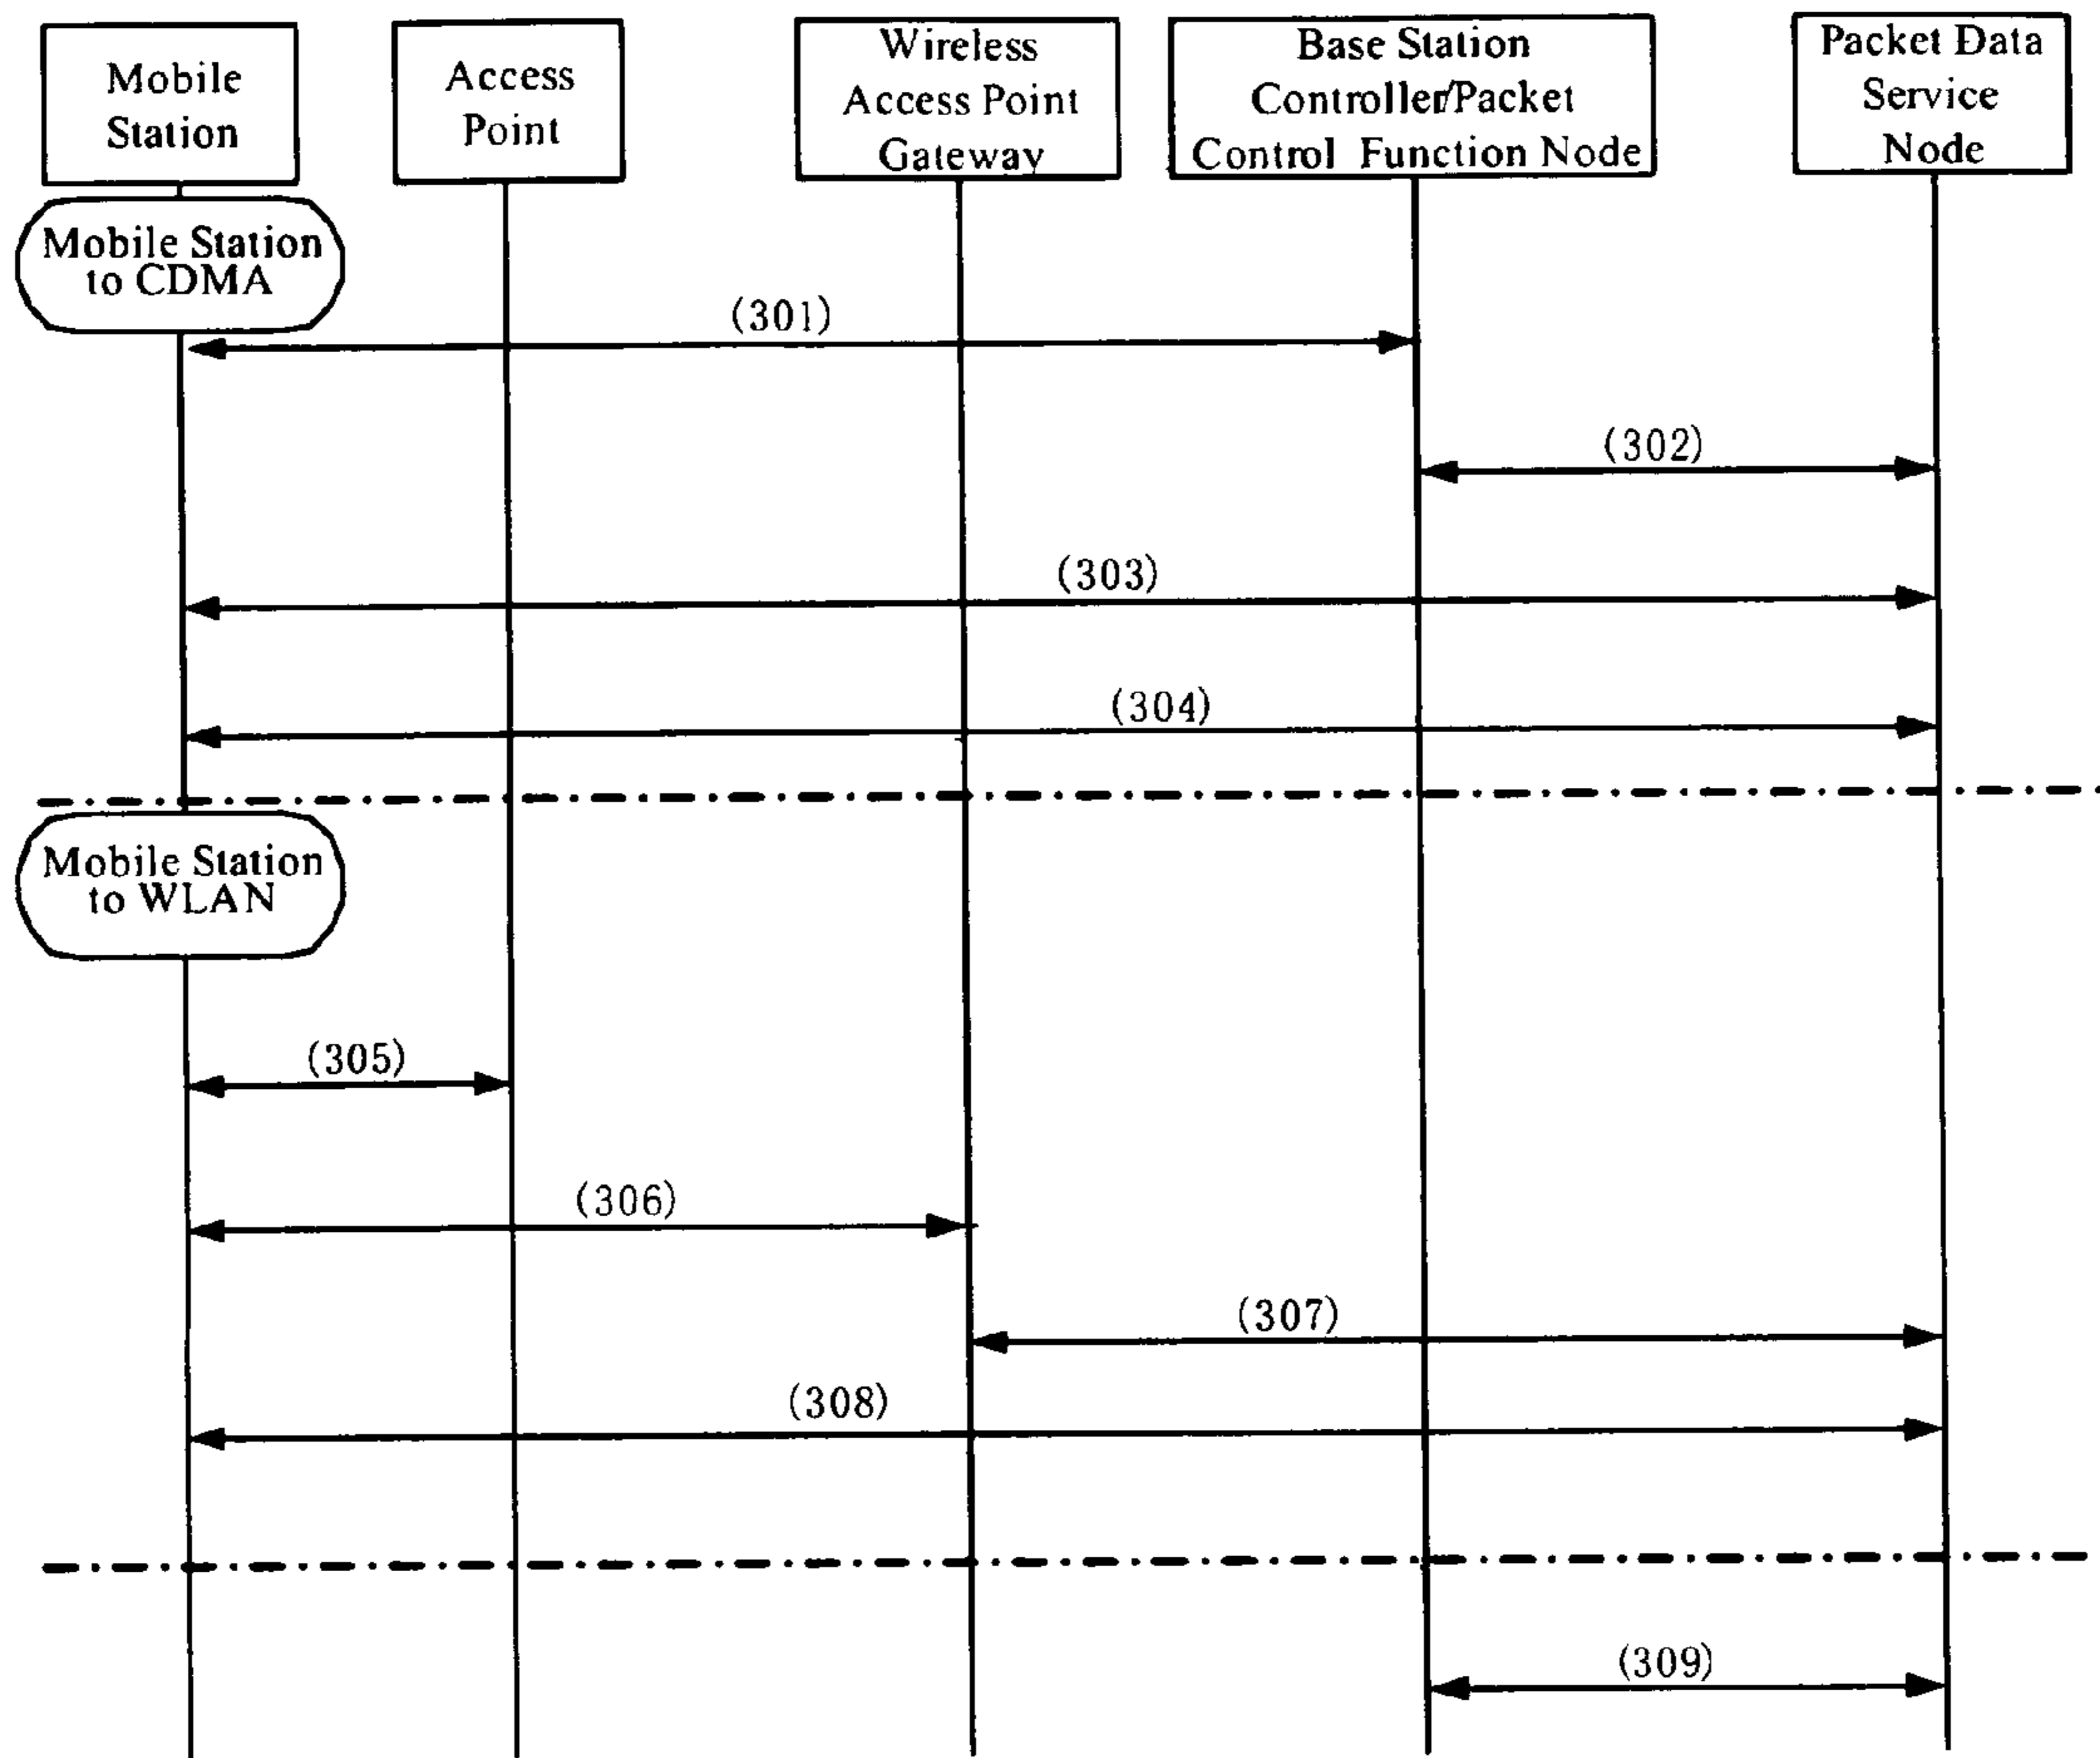 Mobile
Station
Access
Point
Wireless
Access Point
Gateway
Base Station
Controller/Packet
Control Function Node
Packet Data
Service
Node
Mobile Station
to CDMA
(301)
(302)
(303)
(304)
Mobile Station
to WLAN
(305)
(306)
(307)
(308)
(309)